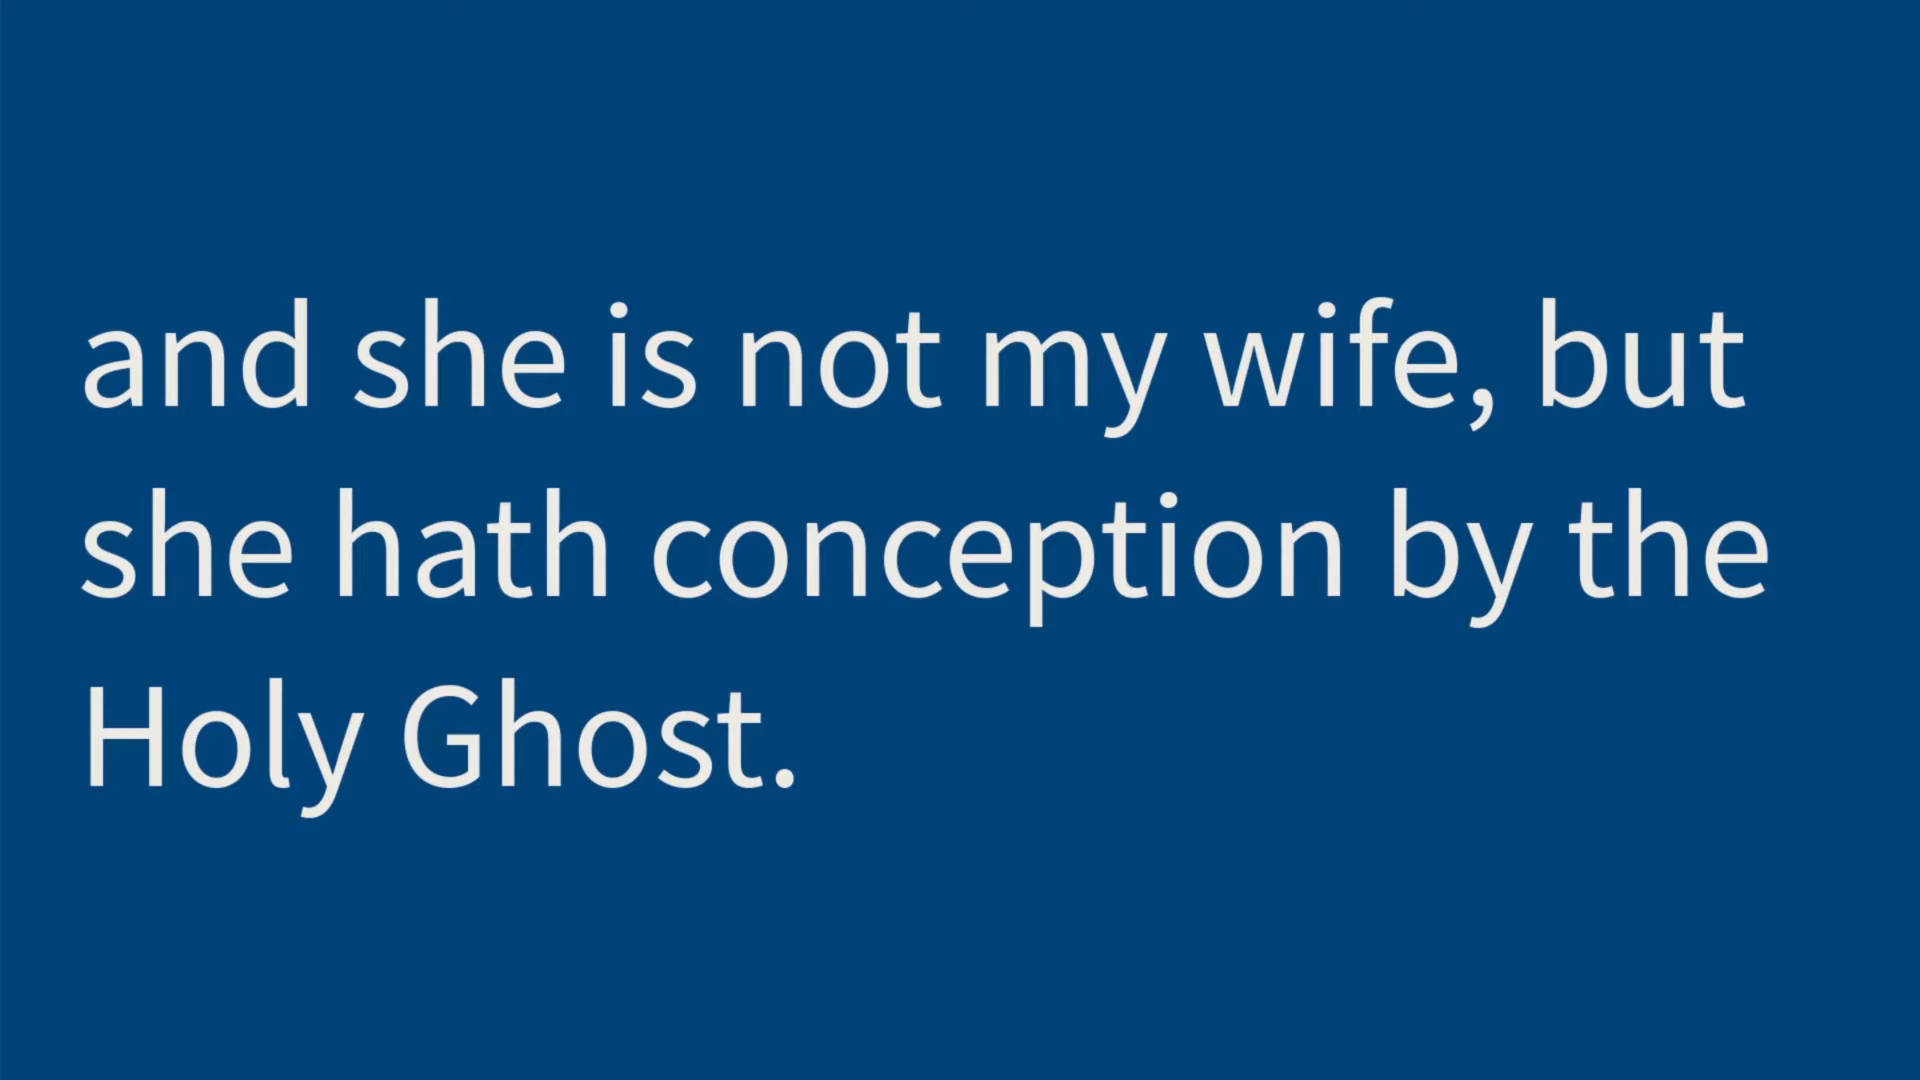 and she is not my wife, but
she hath conception by the
Holy Ghost.